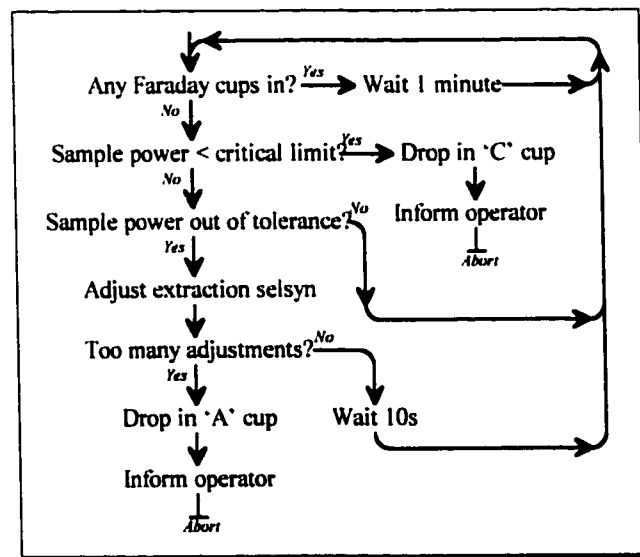 Any Faraday cups in? Yes Wait 1 minute
No
Sample power < critical limit? Yes Drop in ‘C’ cup
No
Inform operator
Sample power out of tolerance? No
Abort
Yes
Adjust extraction selsyn
Too many adjustments? No
Yes
Drop in ‘A’ cup Wait 10s
Inform operator
Abort